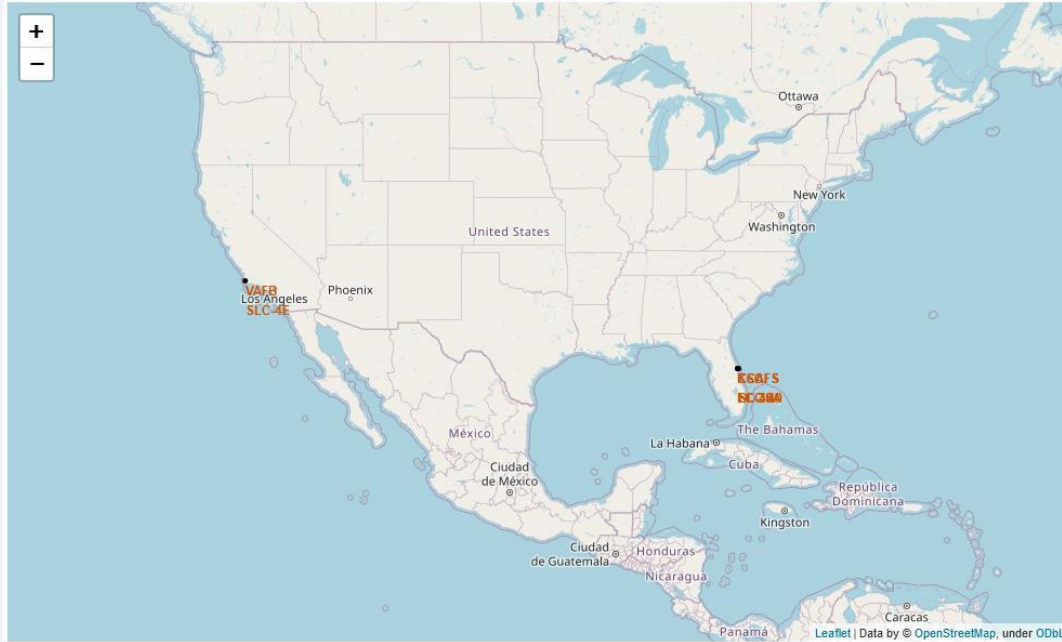 +
−
Ottawa
New York
Washington
United States
Phoenix
VAFB
Los Angeles
SLC-4E
The Bahamas
La Habana
México
Cuba
Ciudad
de México
República
Dominicana
Kingston
Ciudad
de Guatemala
Honduras
Nicaragua
Caracas
Panamá
Leaflet | Data by © OpenStreetMap, under ODbL